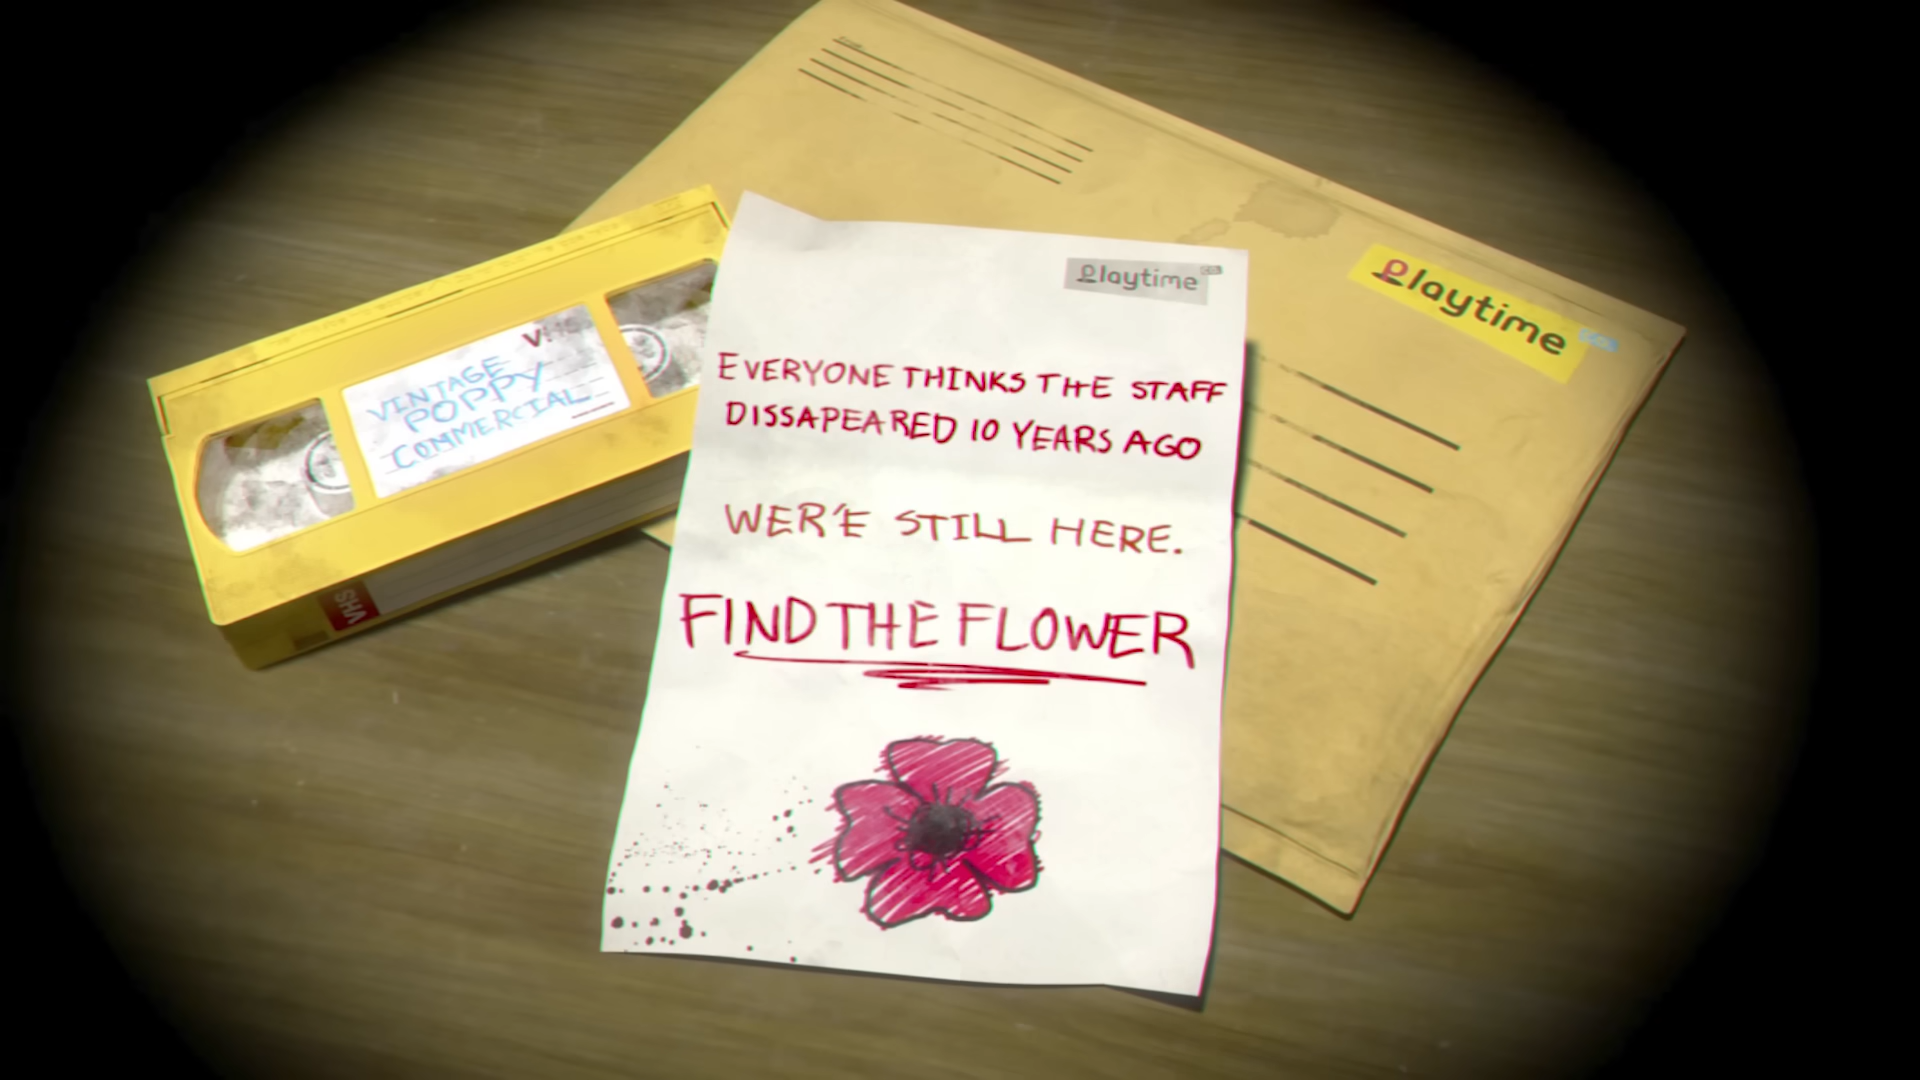 Playtime co.
EVERYONE THINKS THE STAFF
DISSAPEARED 10 YEARS AGO
WER'E STILL HERE.
FIND THE FLOWER
Playtime
VHS
VINTAGE
POPPY
COMMERCIAL
VHS